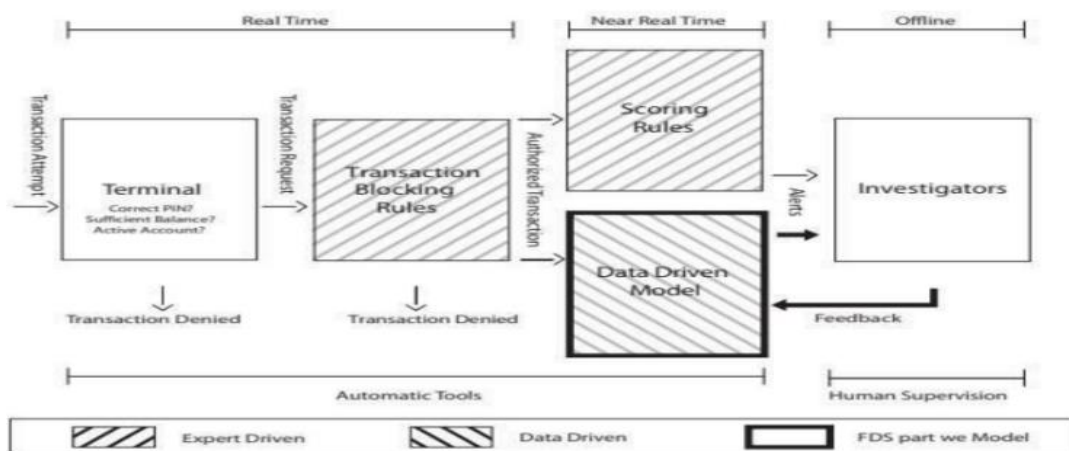 Real Time
Near Real Time
Offline
Transaction Attempt
Terminal
Correct PIN?
Sufficient Balance?
Active Account?
Transaction Request
Transaction
Blocking
Rules
Authorized Transaction
Scoring
Rules
Data Driven
Model
Alerts
Investigators
Transaction Denied
Transaction Denied
Feedback
Automatic Tools
Human Supervision
Expert Driven
Data Driven
FDS part we Model